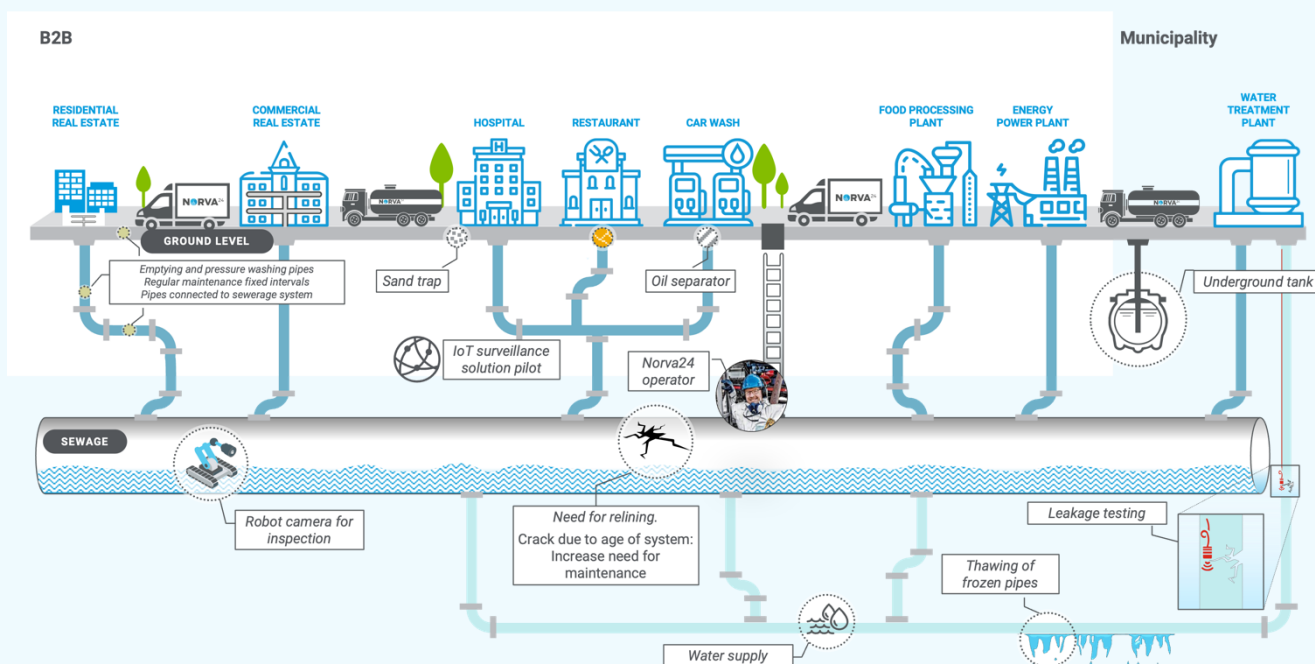 B2B
Municipality
RESIDENTIAL
REAL ESTATE
COMMERCIAL
REAL ESTATE
HOSPITAL
RESTAURANT
CAR WASH
FOOD PROCESSING
PLANT
ENERGY
POWER PLANT
WATER
TREATMENT
PLANT
H
NORVA24
NORVA24
NORVA24
NORVA24
GROUND LEVEL
Emptying and pressure washing pipes
Regular maintenance fixed intervals
Pipes connected to sewerage system
Sand trap
Oil separator
Underground tank
IoT surveillance
solution pilot
Norva24
operator
SEWAGE
Robot camera for
inspection
Need for relining.
Crack due to age of system:
Increase need for
maintenance
Leakage testing
Thawing of
frozen pipes
Water supply